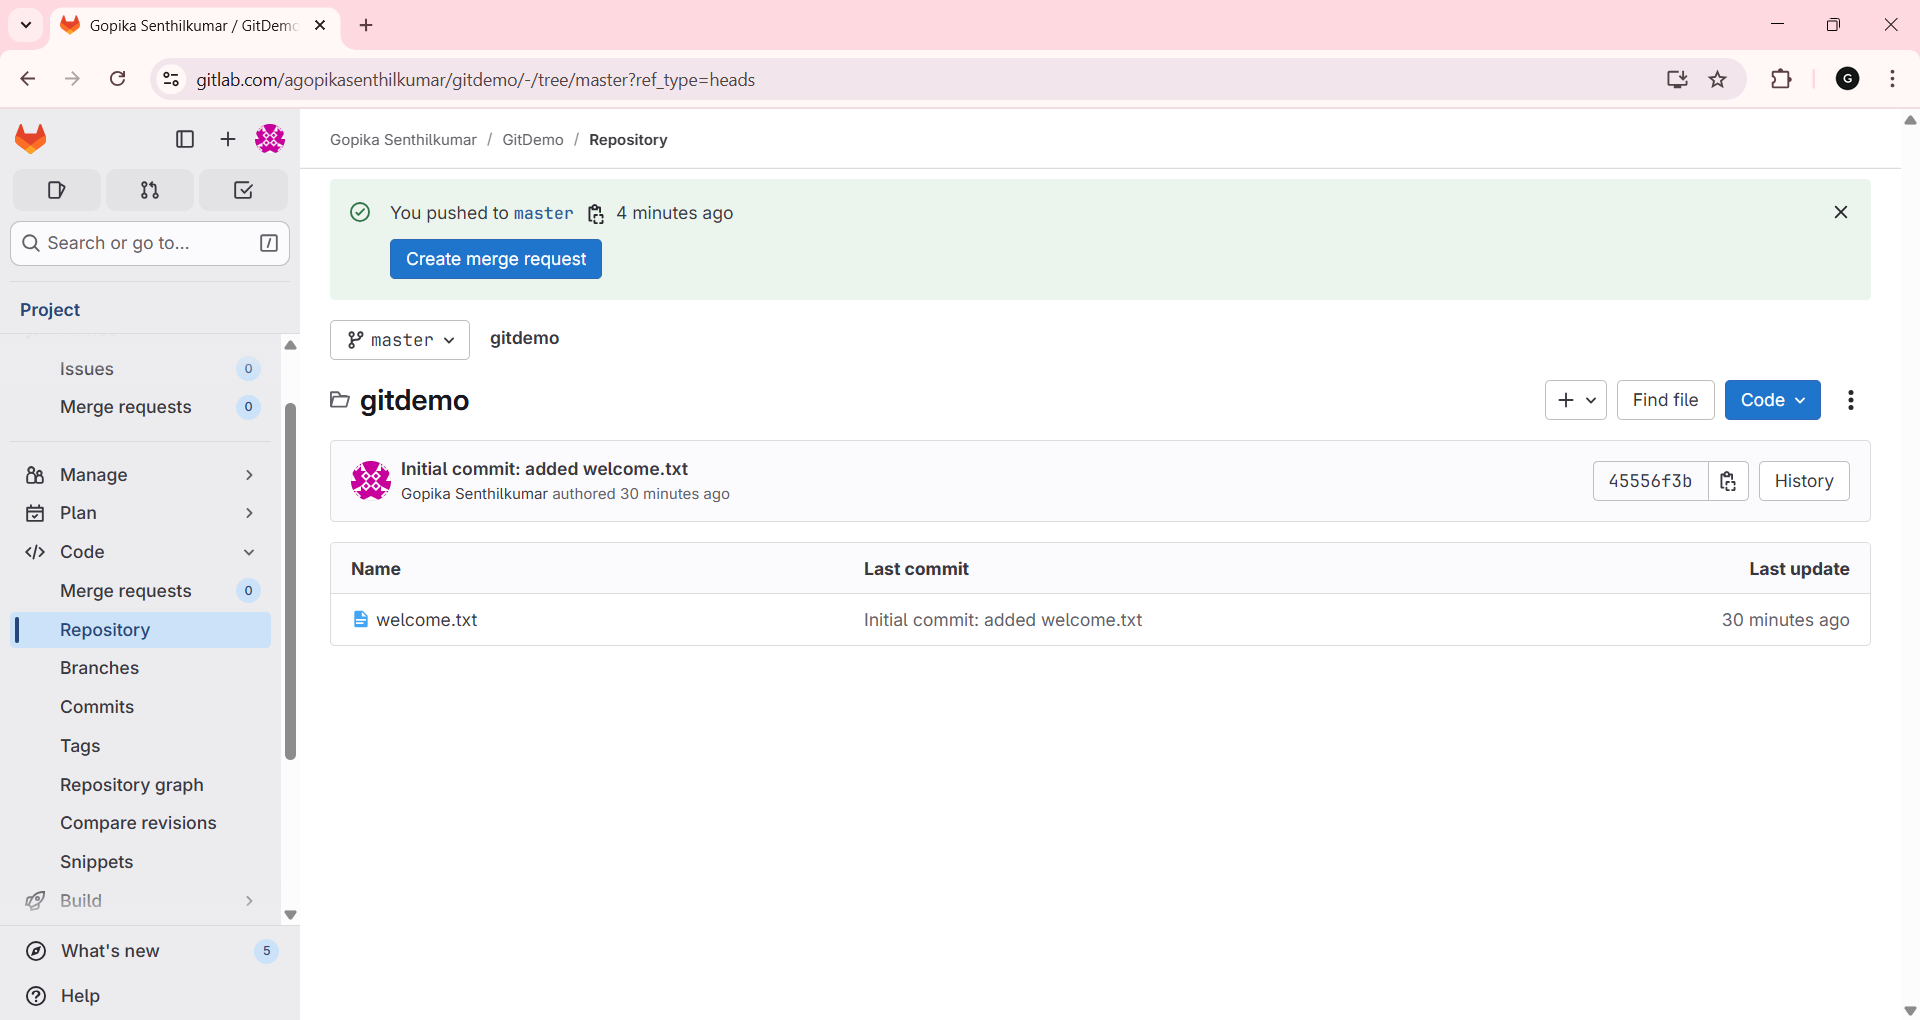 Gopika Senthilkumar / GitDemo
gitlab.com/agopikasenthilkumar/gitdemo/-/tree/master?ref_type=heads
G
Search or go to...
/
Project
Issues 0
Merge requests 0
Manage
Plan
Code
Merge requests 0
Repository
Branches
Commits
Tags
Repository graph
Compare revisions
Snippets
Build
What's new 5
Help
Gopika Senthilkumar / GitDemo / Repository
You pushed to master 4 minutes ago
Create merge request
master
gitdemo
gitdemo
Find file
Code
Initial commit: added welcome.txt
Gopika Senthilkumar authored 30 minutes ago
45556f3b
History
Name Last commit Last update
welcome.txt Initial commit: added welcome.txt 30 minutes ago